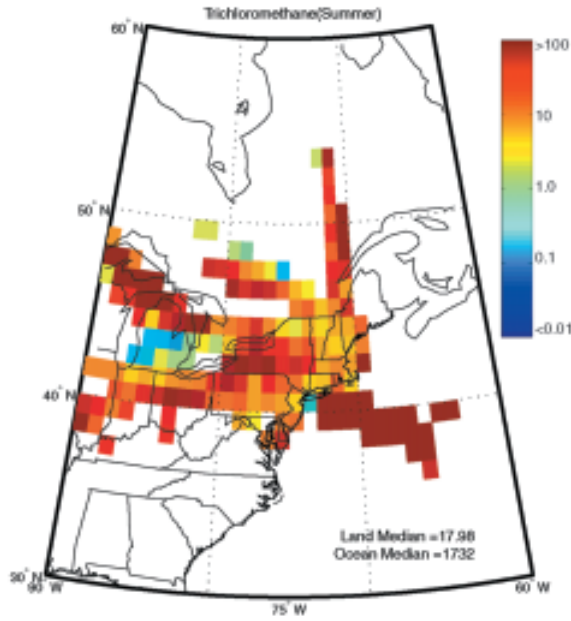 Trichloromethane(Summer)
60° N
>100
10
50° N
1.0
0.1
<0.01
40° N
Land Median =17.98
Ocean Median =1732
30° N
90° W
60° W
75° W